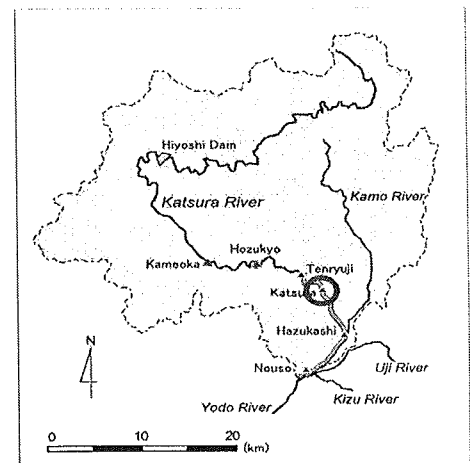 Hiyoshi Dam
Katsura River
Kamo River
Kameoka
Hozukyo
Tenryuji
Katsura
Hazukashi
N
Nouso
Uji River
Kizu River
Yodo River
0 10 20
(km)